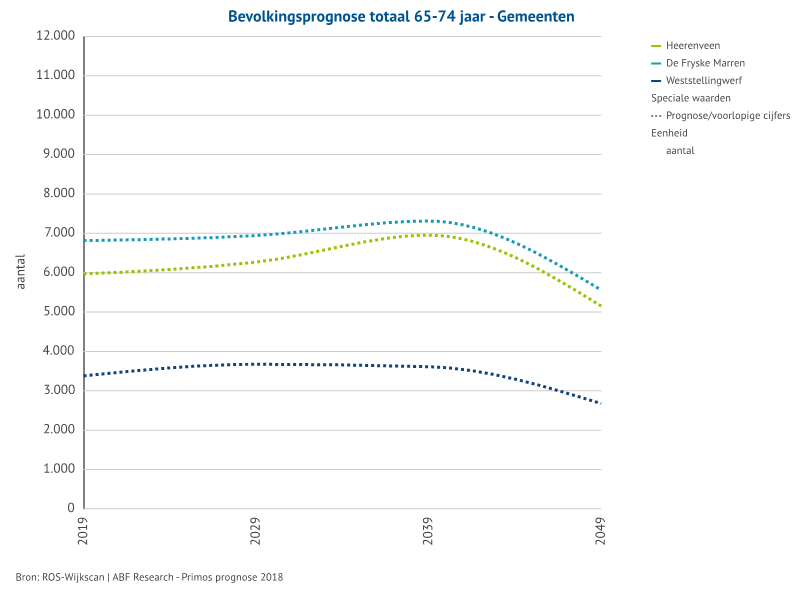 Bevolkingsprognose totaal 65-74 jaar - Gemeenten
12.000
11.000
10.000
9.000
8.000
7.000
6.000
5.000
4.000
3.000
2.000
1.000
0
aantal
2019
2029
2039
2049
Heerenveen
De Fryske Marren
Weststellingwerf
Speciale waarden
Prognose/voorlopige cijfers
Eenheid
aantal
Bron: ROS-Wijkscan | ABF Research - Primos prognose 2018